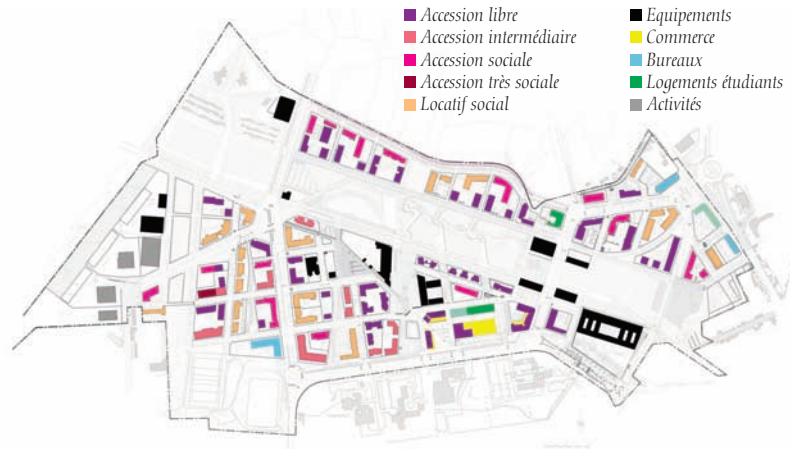 Accession libre
Accession intermédiaire
Accession sociale
Accession très sociale
Locatif social
Equipements
Commerce
Bureaux
Logements étudiants
Activités